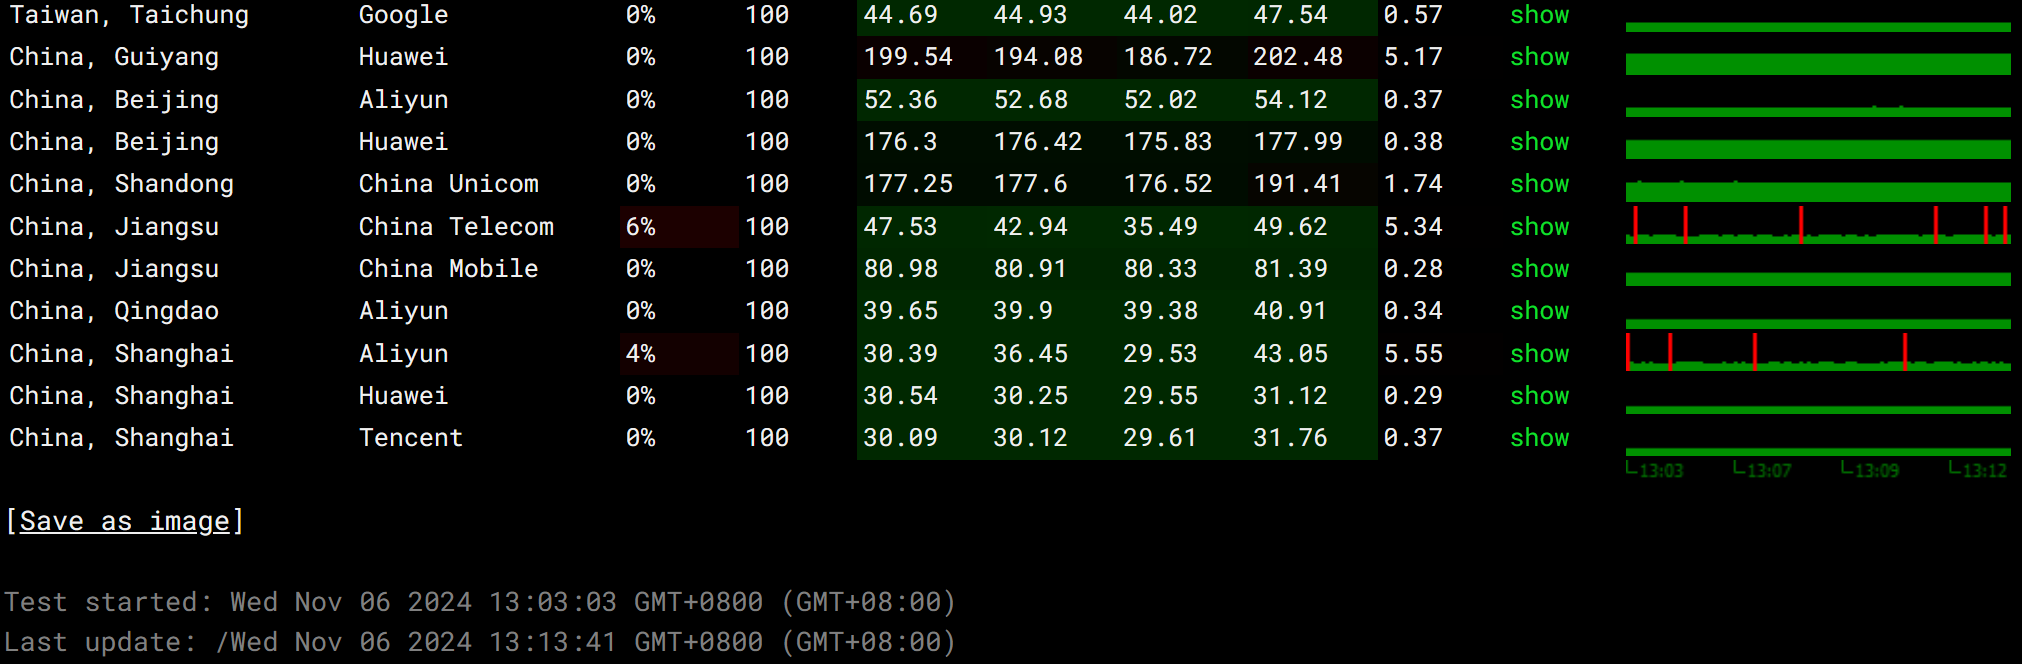 Taiwan, Taichung Google 0% 100 44.69 44.93 44.02 47.54 0.57 show
China, Guiyang Huawei 0% 100 199.54 194.08 186.72 202.48 5.17 show
China, Beijing Aliyun 0% 100 52.36 52.68 52.02 54.12 0.37 show
China, Beijing Huawei 0% 100 176.3 176.42 175.83 177.99 0.38 show
China, Shandong China Unicom 0% 100 177.25 177.6 176.52 191.41 1.74 show
China, Jiangsu China Telecom 6% 100 47.53 42.94 35.49 49.62 5.34 show
China, Jiangsu China Mobile 0% 100 80.98 80.91 80.33 81.39 0.28 show
China, Qingdao Aliyun 0% 100 39.65 39.9 39.38 40.91 0.34 show
China, Shanghai Aliyun 4% 100 30.39 36.45 29.53 43.05 5.55 show
China, Shanghai Huawei 0% 100 30.54 30.25 29.55 31.12 0.29 show
China, Shanghai Tencent 0% 100 30.09 30.12 29.61 31.76 0.37 show
13:03 13:07 13:09 13:12
[Save as image]
Test started: Wed Nov 06 2024 13:03:03 GMT+0800 (GMT+08:00)
Last update: /Wed Nov 06 2024 13:13:41 GMT+0800 (GMT+08:00)